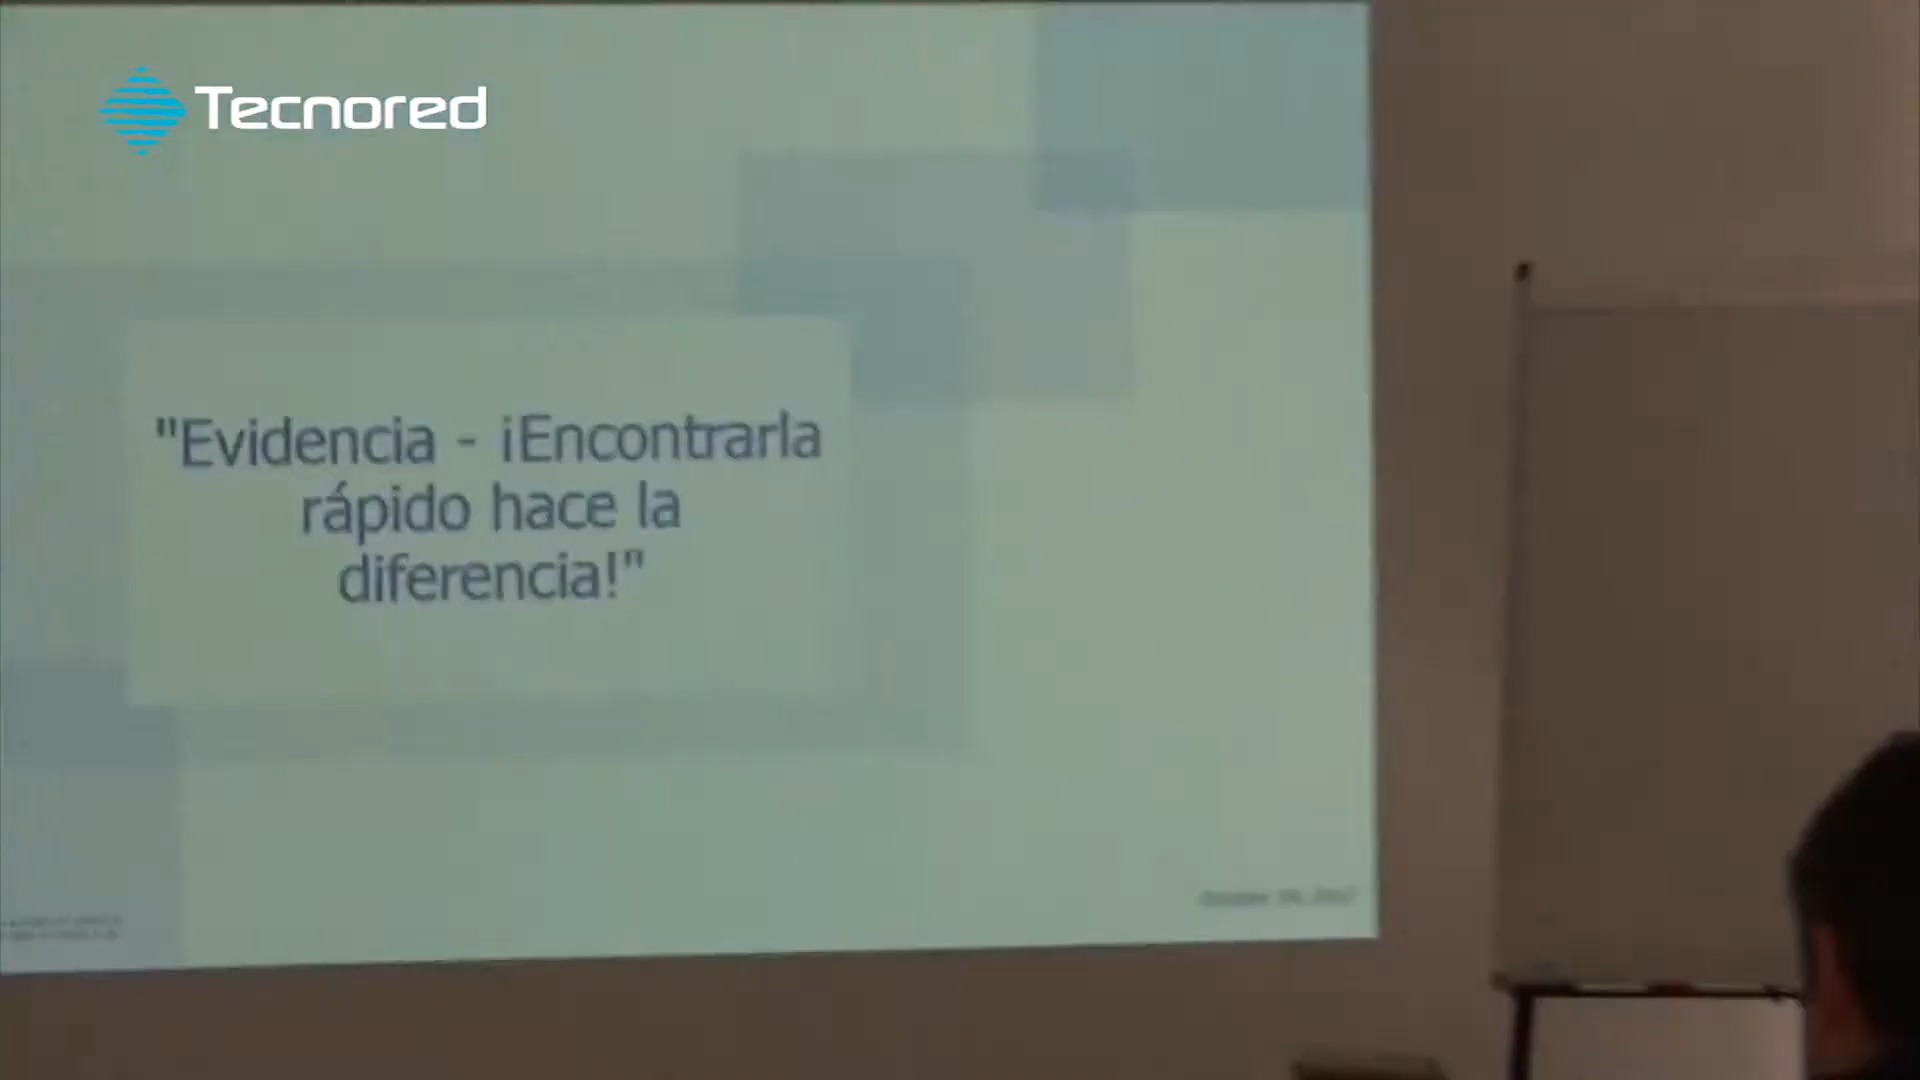 Tecnored
"Evidencia - ¡Encontrarla
rápido hace la
diferencia!"